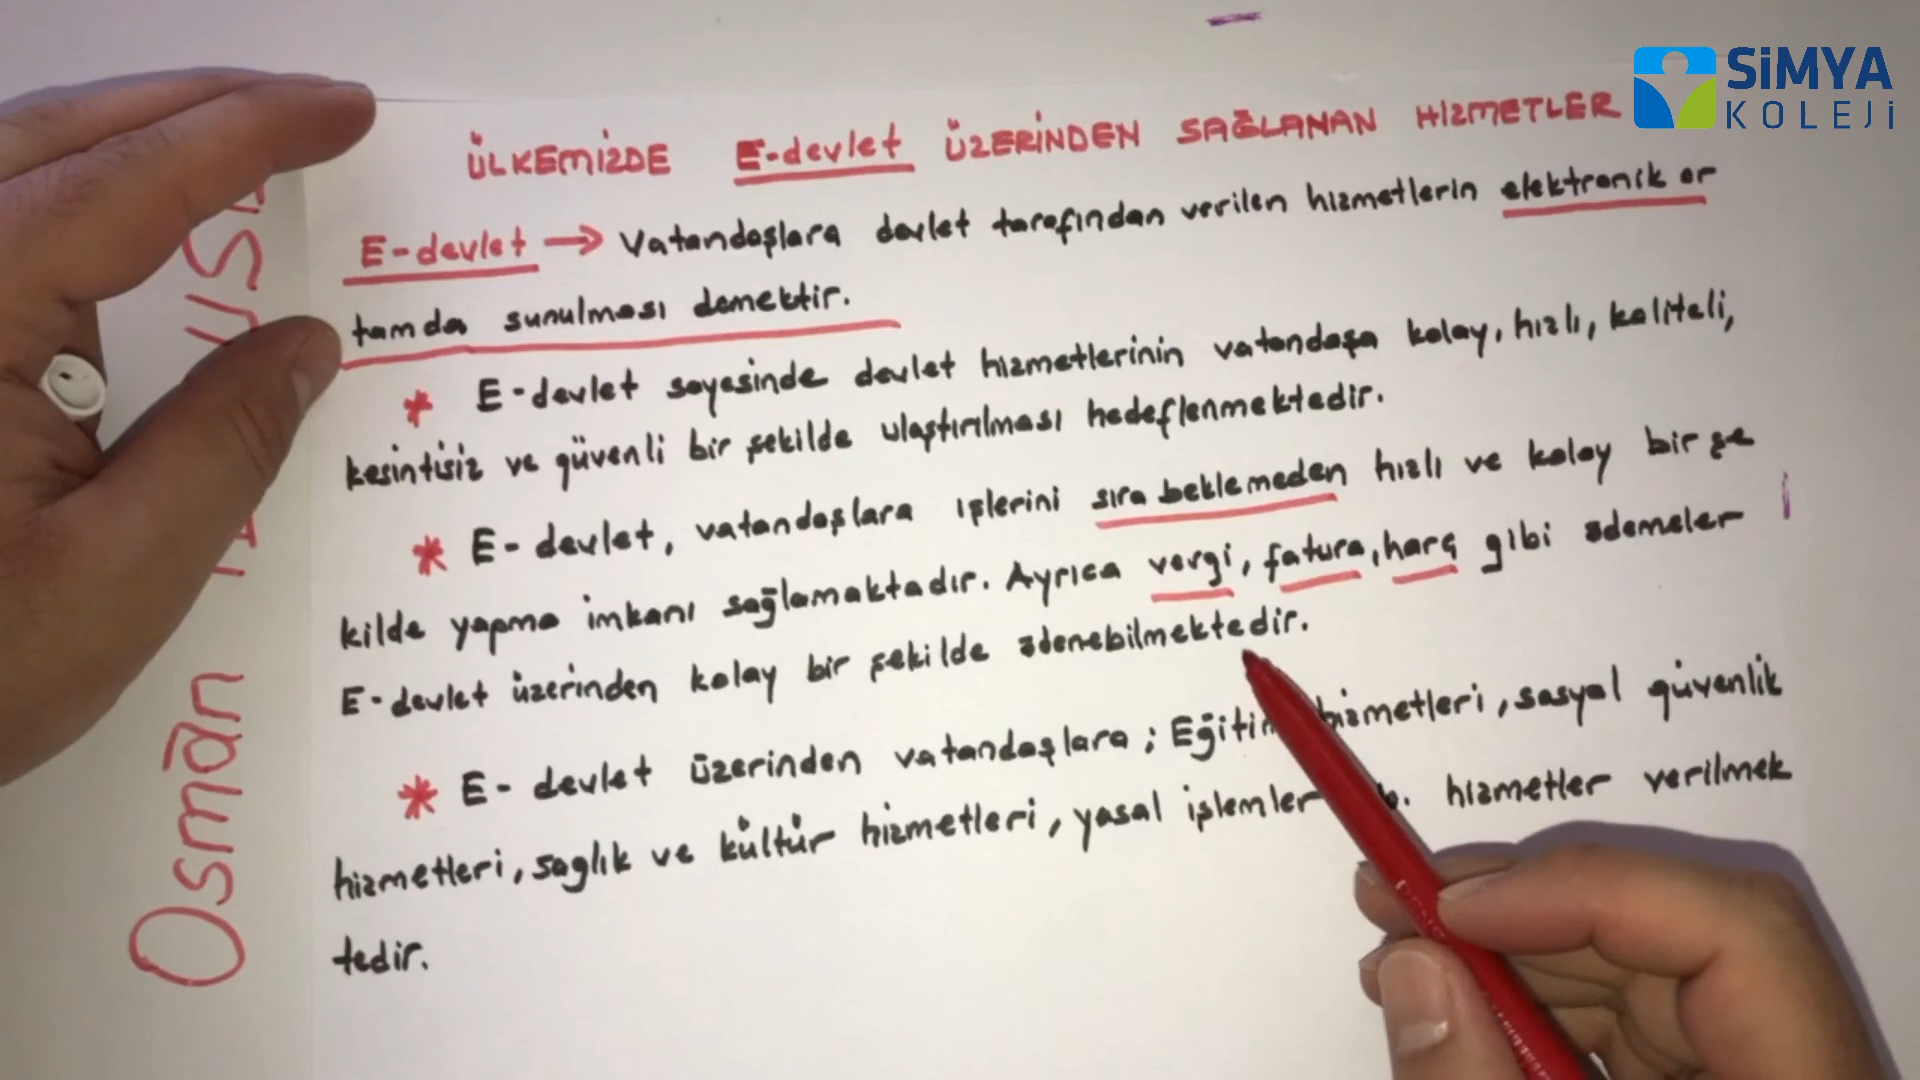 SiMYA
KOLEJi
ÜLKEMİZDE E-devlet ÜZERİNDEN SAĞLANAN HİZMETLER
E-devlet → Vatandaşlara devlet tarafından verilen hizmetlerin elektronik or
tamda sunulması demektir.
* E-devlet sayesinde devlet hizmetlerinin vatandaşa kolay, hızlı, kaliteli,
kesintisiz ve güvenli bir şekilde ulaştırılması hedeflenmektedir.
* E-devlet, vatandaşlara işlerini sıra beklemeden hızlı ve kolay bir şe
kilde yapma imkanı sağlamaktadır. Ayrıca vergi, fatura, harç gibi ödemeler
E-devlet üzerinden kolay bir şekilde ödenebilmektedir.
* E-devlet üzerinden vatandaşlara; Eğitim hizmetleri, sosyal güvenlik
hizmetleri, sağlık ve kültür hizmetleri, yasal işlemler hizmetler verilmek
tedir.
Osman